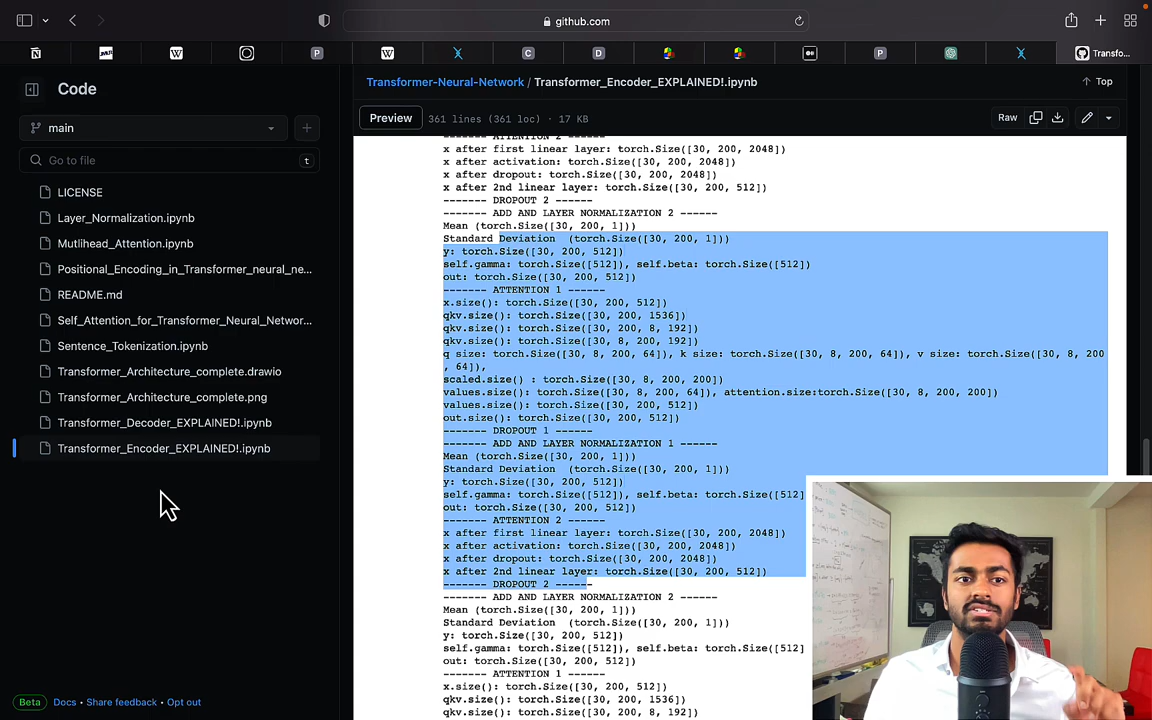 github.com
Transfo...
Code
main
Go to file
t
LICENSE
Layer_Normalization.ipynb
Mutlihead_Attention.ipynb
Positional_Encoding_in_Transformer_neural_ne...
README.md
Self_Attention_for_Transformer_Neural_Networ...
Sentence_Tokenization.ipynb
Transformer_Architecture_complete.drawio
Transformer_Architecture_complete.png
Transformer_Decoder_EXPLAINED!.ipynb
Transformer_Encoder_EXPLAINED!.ipynb
Beta Docs Share feedback Opt out
Transformer-Neural-Network / Transformer_Encoder_EXPLAINED!.ipynb
Top
Preview 361 lines (361 loc) · 17 KB
Raw
------- ATTENTION 2 ------
x after first linear layer: torch.Size([30, 200, 2048])
x after activation: torch.Size([30, 200, 2048])
x after dropout: torch.Size([30, 200, 2048])
x after 2nd linear layer: torch.Size([30, 200, 512])
------- DROPOUT 2 ------
------- ADD AND LAYER NORMALIZATION 2 ------
Mean (torch.Size([30, 200, 1]))
Standard Deviation  (torch.Size([30, 200, 1]))
y: torch.Size([30, 200, 512])
self.gamma: torch.Size([512]), self.beta: torch.Size([512])
out: torch.Size([30, 200, 512])
------- ATTENTION 1 ------
x.size(): torch.Size([30, 200, 512])
qkv.size(): torch.Size([30, 200, 1536])
qkv.size(): torch.Size([30, 200, 8, 192])
qkv.size(): torch.Size([30, 8, 200, 192])
q size: torch.Size([30, 8, 200, 64]), k size: torch.Size([30, 8, 200, 64]), v size: torch.Size([30, 8, 200
, 64]),
scaled.size() : torch.Size([30, 8, 200, 200])
values.size(): torch.Size([30, 8, 200, 64]), attention.size:torch.Size([30, 8, 200, 200])
values.size(): torch.Size([30, 200, 512])
out.size(): torch.Size([30, 200, 512])
------- DROPOUT 1 ------
------- ADD AND LAYER NORMALIZATION 1 ------
Mean (torch.Size([30, 200, 1]))
Standard Deviation  (torch.Size([30, 200, 1]))
y: torch.Size([30, 200, 512])
self.gamma: torch.Size([512]), self.beta: torch.Size([512]
out: torch.Size([30, 200, 512])
------- ATTENTION 2 ------
x after first linear layer: torch.Size([30, 200, 2048])
x after activation: torch.Size([30, 200, 2048])
x after dropout: torch.Size([30, 200, 2048])
x after 2nd linear layer: torch.Size([30, 200, 512])
------- DROPOUT 2 ------
------- ADD AND LAYER NORMALIZATION 2 ------
Mean (torch.Size([30, 200, 1]))
Standard Deviation  (torch.Size([30, 200, 1]))
y: torch.Size([30, 200, 512])
self.gamma: torch.Size([512]), self.beta: torch.Size([512]
out: torch.Size([30, 200, 512])
------- ATTENTION 1 ------
x.size(): torch.Size([30, 200, 512])
qkv.size(): torch.Size([30, 200, 1536])
qkv.size(): torch.Size([30, 200, 8, 192])